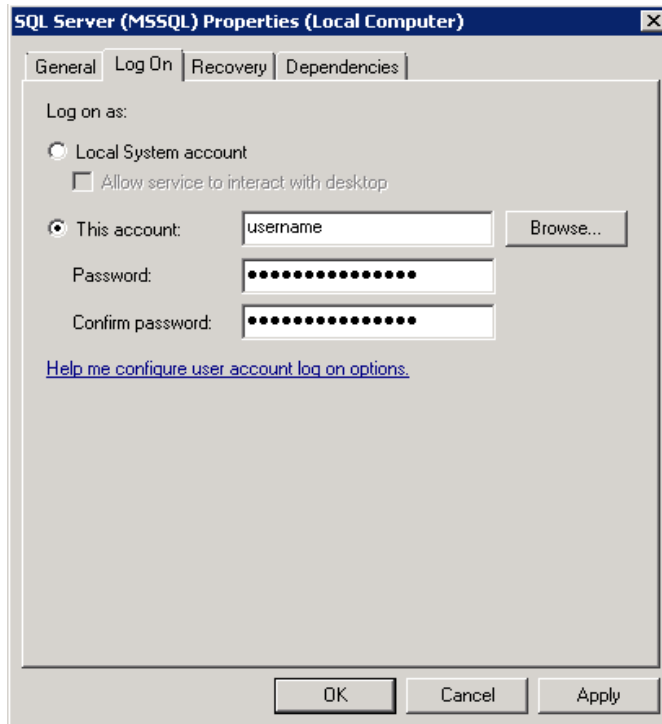 SQL Server (MSSQL) Properties (Local Computer)
General Log On Recovery Dependencies
Log on as:
Local System account
Allow service to interact with desktop
This account: username Browse...
Password: •••••••••••••••
Confirm password: •••••••••••••••
Help me configure user account log on options.
OK Cancel Apply